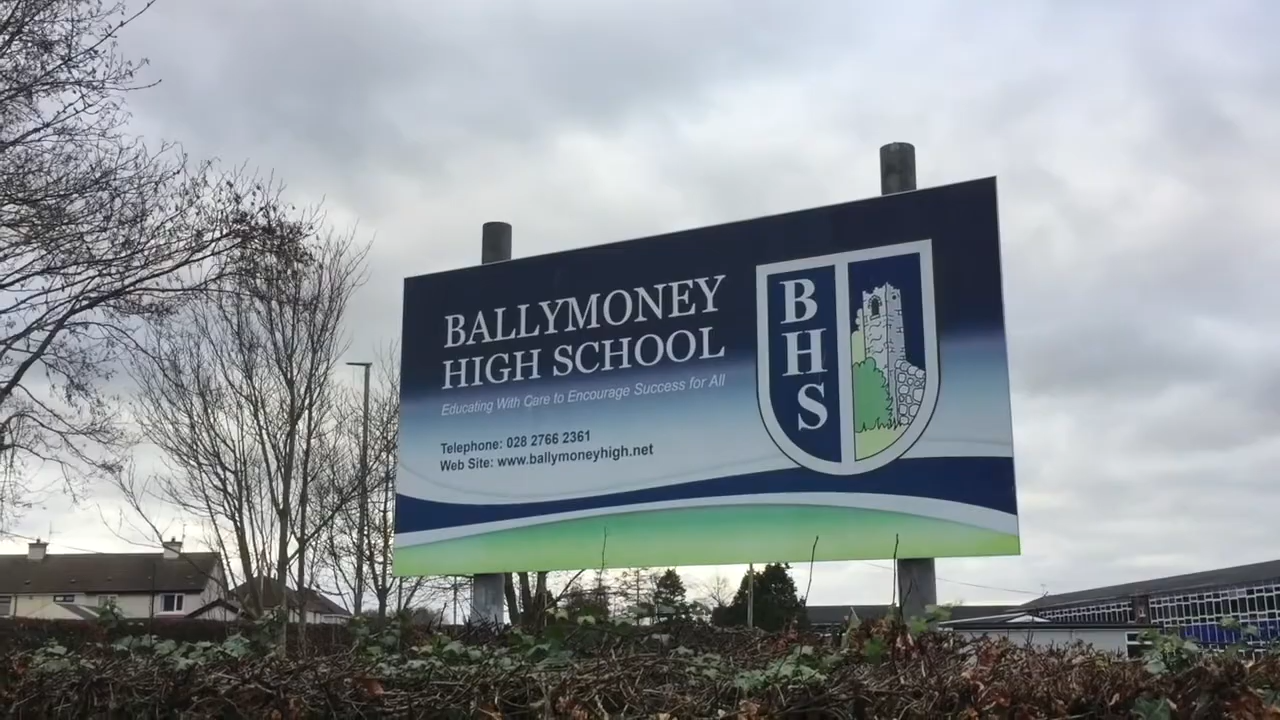 BALLYMONEY
HIGH SCHOOL
Educating With Care to Encourage Success for All
Telephone: 028 2766 2361
Web Site: www.ballymoneyhigh.net
B
H
S